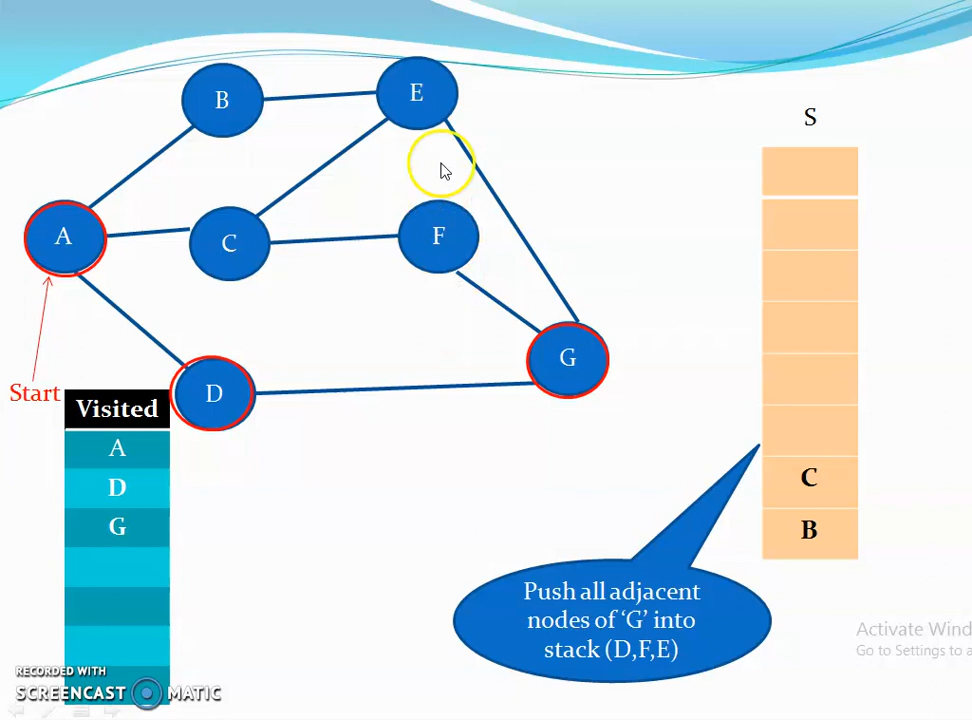 B
E
S
A
C
F
G
Start
D
Visited
A
D
G
C
B
Push all adjacent
nodes of ‘G’ into
stack (D,F,E)
Activate Wind
Go to Settings to a
RECORDED WITH
SCREENCAST MATIC